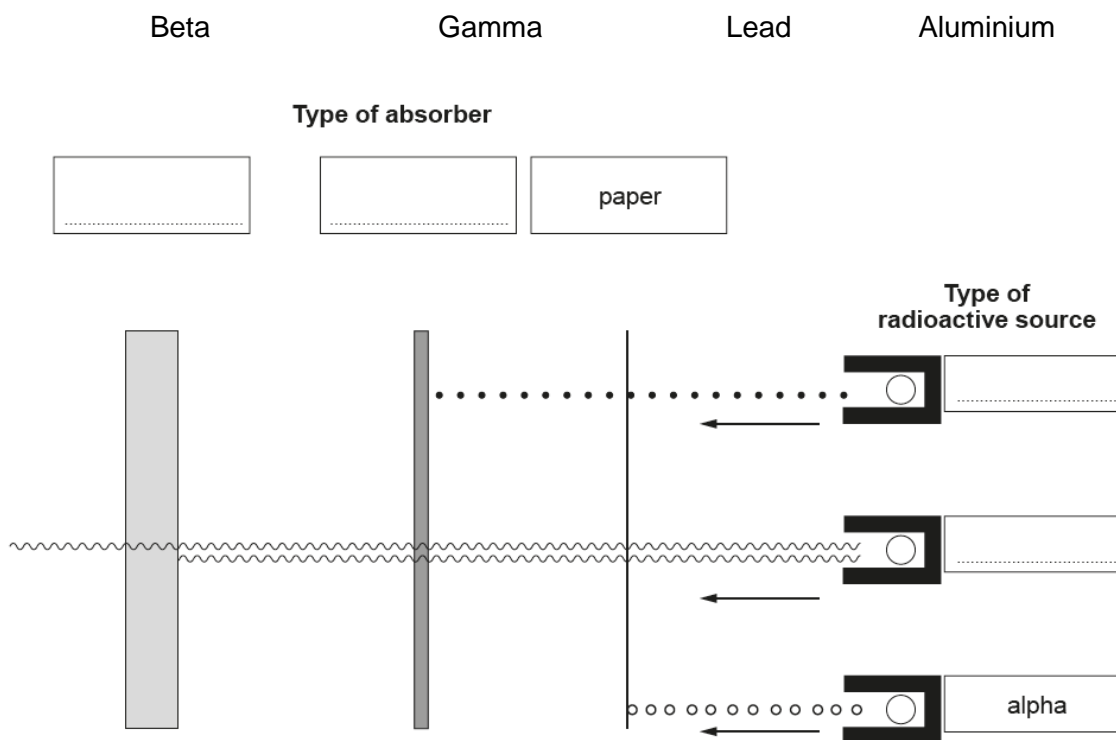 Beta Gamma Lead Aluminium
Type of absorber
paper
Type of
radioactive source
alpha